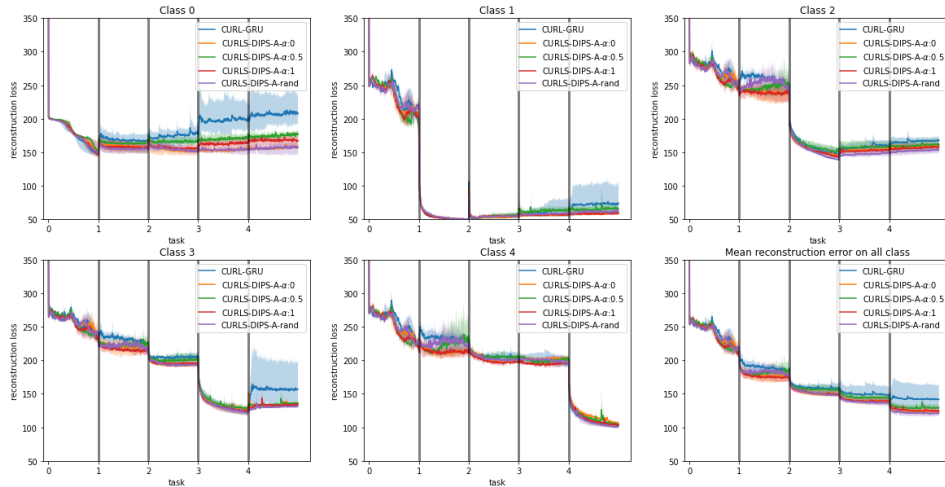 Class 0
350
300
250
200
150
100
50
reconstruction loss
0
1
2
3
4
task
CURL-GRU
CURLS-DIPS-A-α:0
CURLS-DIPS-A-α:0.5
CURLS-DIPS-A-α:1
CURLS-DIPS-A-rand
Class 1
350
300
250
200
150
100
50
reconstruction loss
0
1
2
3
4
task
CURL-GRU
CURLS-DIPS-A-α:0
CURLS-DIPS-A-α:0.5
CURLS-DIPS-A-α:1
CURLS-DIPS-A-rand
Class 2
350
300
250
200
150
100
50
reconstruction loss
0
1
2
3
4
task
CURL-GRU
CURLS-DIPS-A-α:0
CURLS-DIPS-A-α:0.5
CURLS-DIPS-A-α:1
CURLS-DIPS-A-rand
Class 3
350
300
250
200
150
100
50
reconstruction loss
0
1
2
3
4
task
CURL-GRU
CURLS-DIPS-A-α:0
CURLS-DIPS-A-α:0.5
CURLS-DIPS-A-α:1
CURLS-DIPS-A-rand
Class 4
350
300
250
200
150
100
50
reconstruction loss
0
1
2
3
4
task
CURL-GRU
CURLS-DIPS-A-α:0
CURLS-DIPS-A-α:0.5
CURLS-DIPS-A-α:1
CURLS-DIPS-A-rand
Mean reconstruction error on all class
350
300
250
200
150
100
50
reconstruction loss
0
1
2
3
4
task
CURL-GRU
CURLS-DIPS-A-α:0
CURLS-DIPS-A-α:0.5
CURLS-DIPS-A-α:1
CURLS-DIPS-A-rand